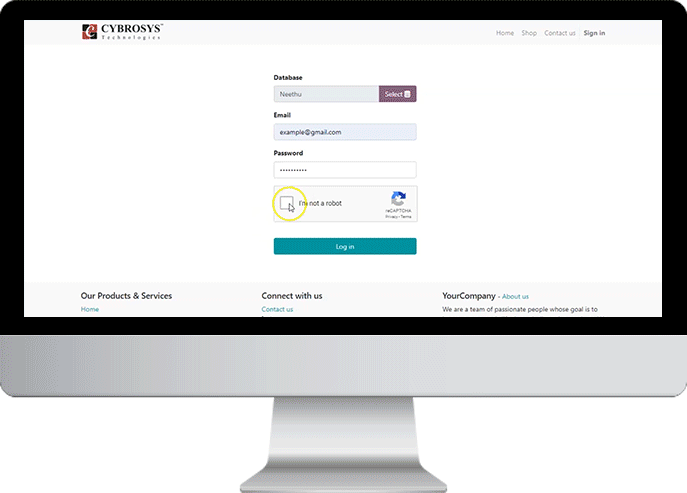 CYBROSYS™
Technologies
Home Shop Contact us Sign in
Database
Neethu Select
Email
example@gmail.com
Password
••••••••••
I'm not a robot
reCAPTCHA
Privacy - Terms
Log in
Our Products & Services Connect with us YourCompany - About us
Home Contact us We are a team of passionate people whose goal is to